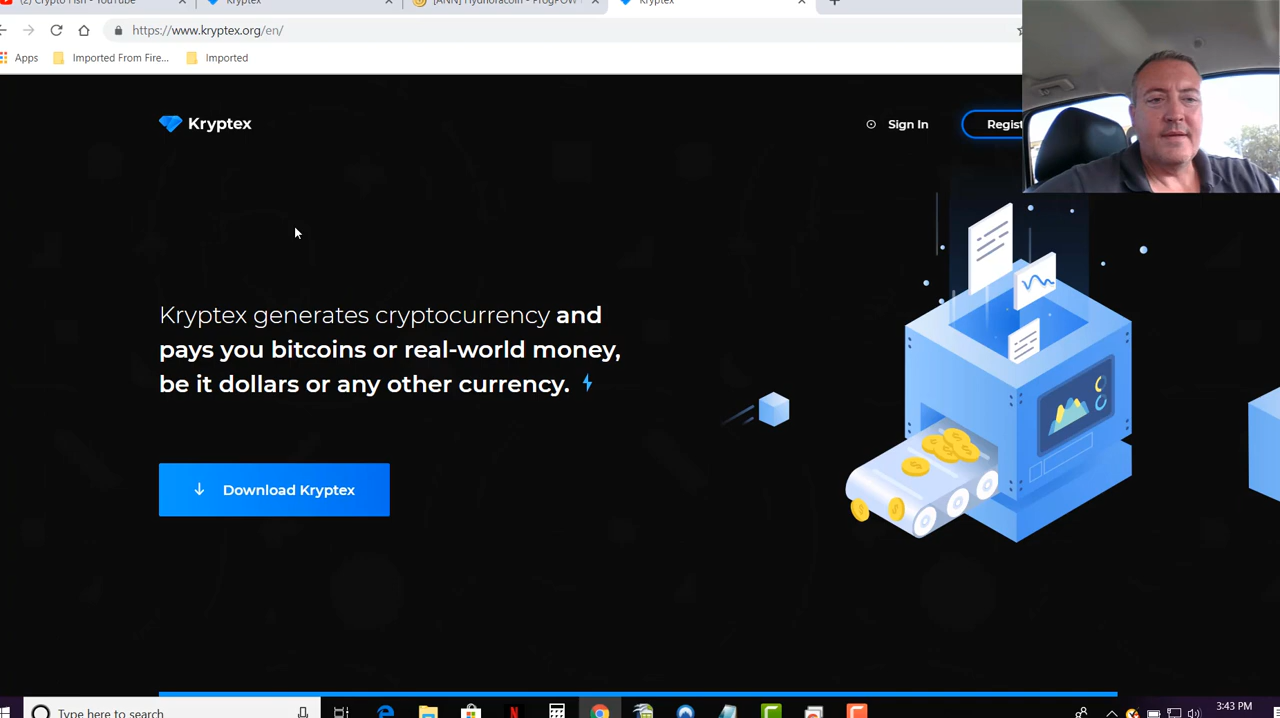 (2) Crypto Fish - YouTube
Kryptex
[ANN] Hydnoracoin - ProgPOW
Kryptex
https://www.kryptex.org/en/
Apps
Imported From Fire...
Imported
Kryptex
Sign In
Regist
Kryptex generates cryptocurrency and
pays you bitcoins or real-world money,
be it dollars or any other currency.
Download Kryptex
Type here to search
3:43 PM